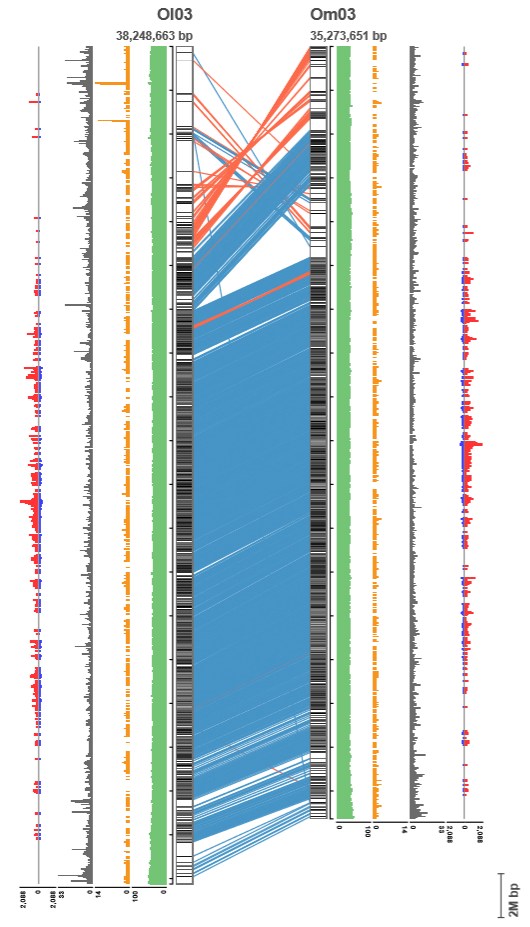 Ol03 Om03
38,248,663 bp 35,273,651 bp
0 100 0 14 0 33 2,088 0 2,088
2,088 0 2,088 33 0 14 0 100 0
2M bp